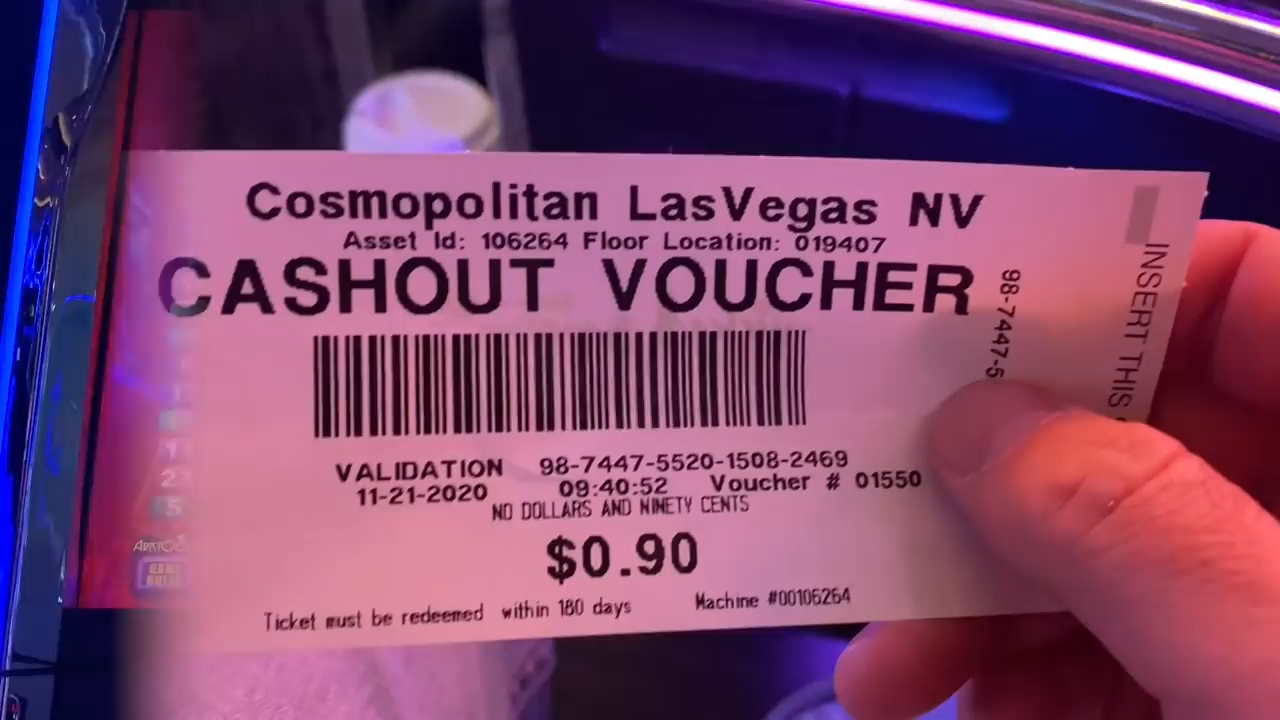 Cosmopolitan LasVegas NV
Asset Id: 106264 Floor Location: 019407
CASHOUT VOUCHER
98-7447-5
INSERT THIS
VALIDATION 98-7447-5520-1508-2469
11-21-2020 09:40:52 Voucher # 01550
NO DOLLARS AND NINETY CENTS
$0.90
Ticket must be redeemed within 180 days Machine #00106264